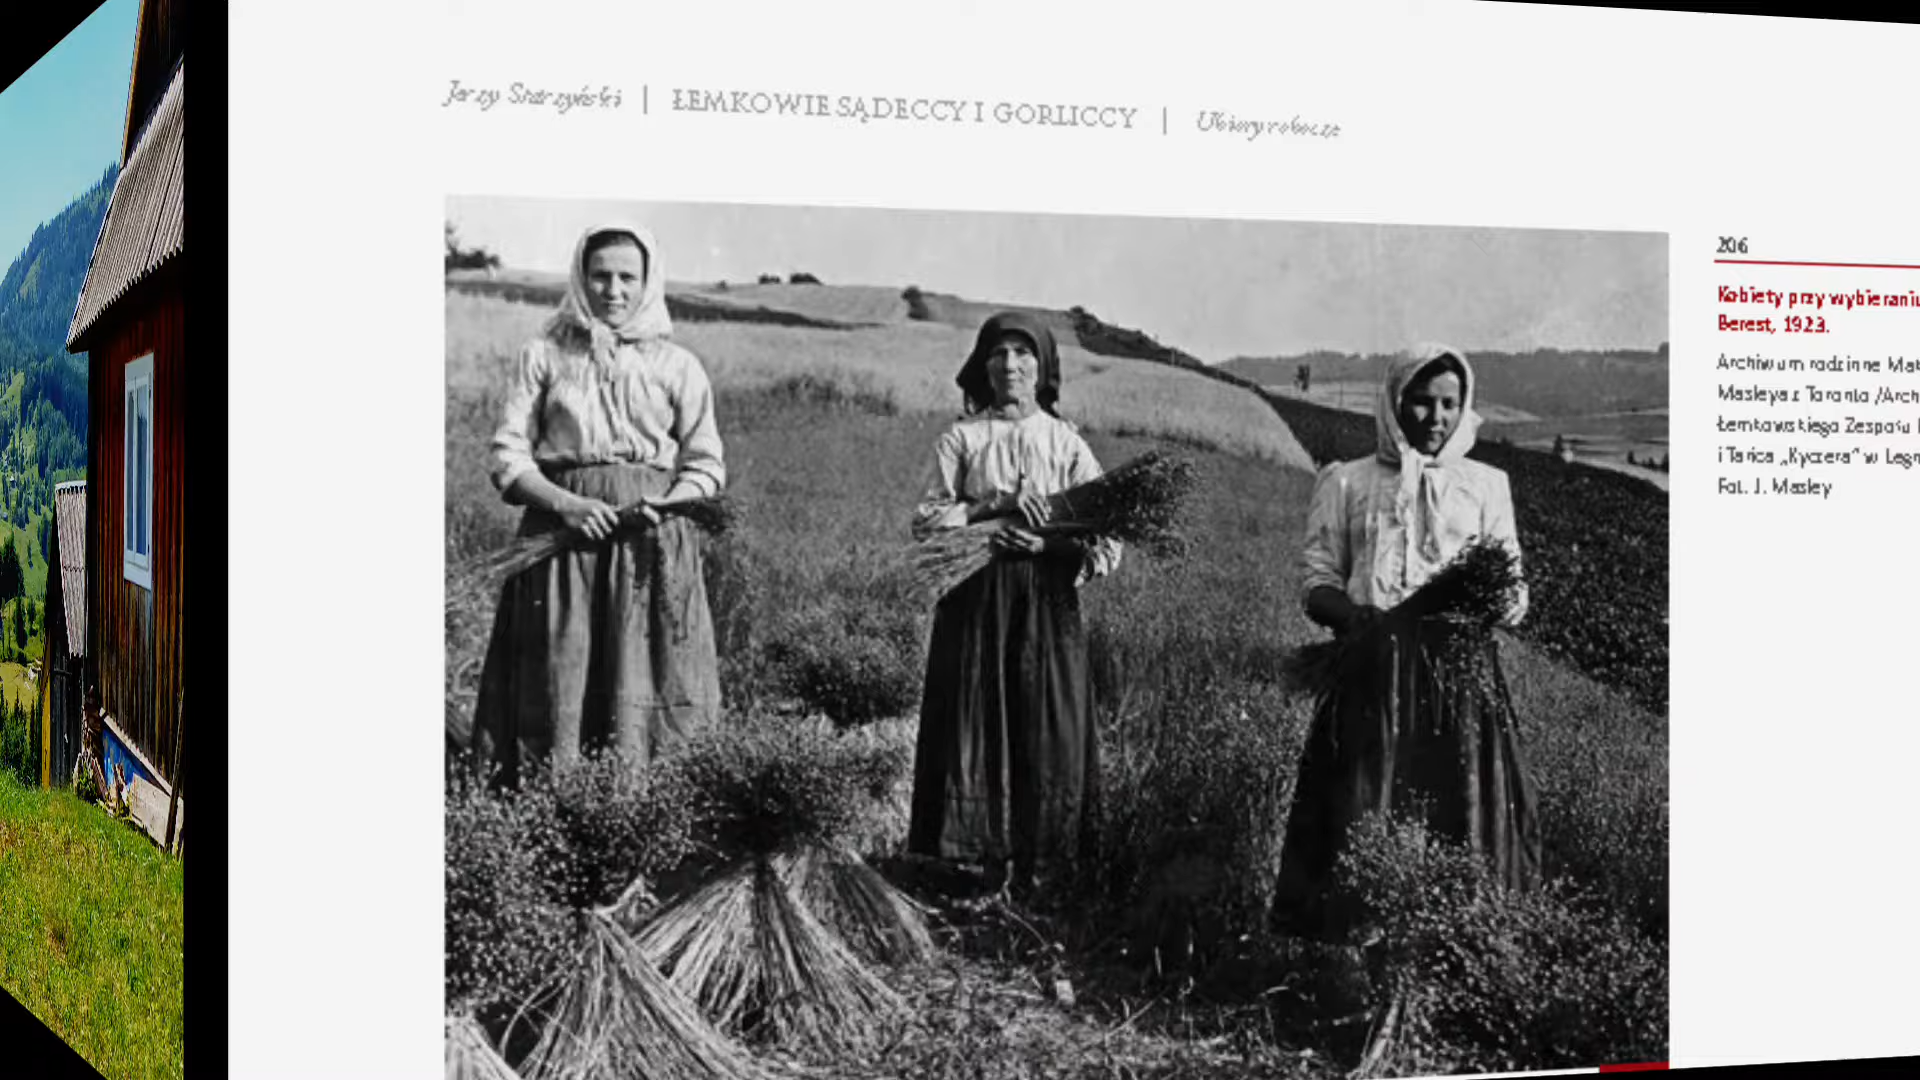 Jerzy Starzyński | ŁEMKOWIE SĄDECCY I GORLICCY | Ubiory robocze
206
Kobiety przy wybieraniu
Berest, 1923.
Archiwum rodzinne
Masleya z Toronto /
Łemkowskiego Zespołu
i Tańca „Kyczera” w
Fot. J. Masley